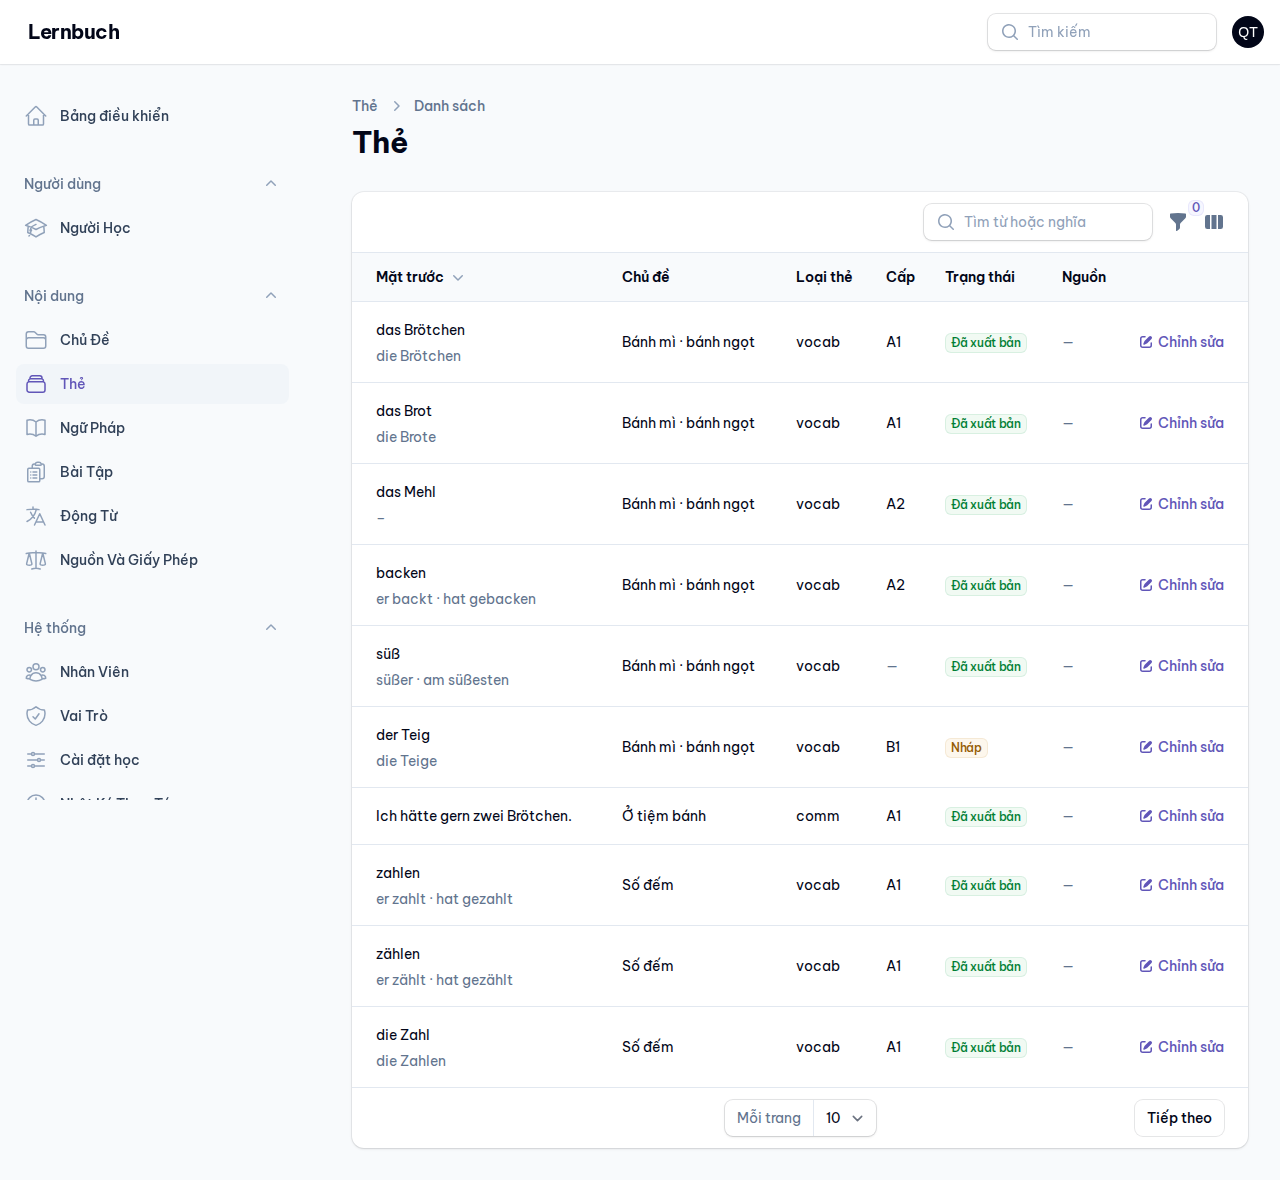 Lernbuch
Tìm kiếm
QT
Bảng điều khiển
Người dùng
Người Học
Nội dung
Chủ Đề
Thẻ
Ngữ Pháp
Bài Tập
Động Từ
Nguồn Và Giấy Phép
Hệ thống
Nhân Viên
Vai Trò
Cài đặt học
Thẻ
Danh sách
Thẻ
Tìm từ hoặc nghĩa
0
Mặt trước Chủ đề Loại thẻ Cấp Trạng thái Nguồn
das Brötchen
die Brötchen
Bánh mì · bánh ngọt vocab A1 Đã xuất bản – Chỉnh sửa
das Brot
die Brote
Bánh mì · bánh ngọt vocab A1 Đã xuất bản – Chỉnh sửa
das Mehl
–
Bánh mì · bánh ngọt vocab A2 Đã xuất bản – Chỉnh sửa
backen
er backt · hat gebacken
Bánh mì · bánh ngọt vocab A2 Đã xuất bản – Chỉnh sửa
süß
süßer · am süßesten
Bánh mì · bánh ngọt vocab – Đã xuất bản – Chỉnh sửa
der Teig
die Teige
Bánh mì · bánh ngọt vocab B1 Nháp – Chỉnh sửa
Ich hätte gern zwei Brötchen. Ở tiệm bánh comm A1 Đã xuất bản – Chỉnh sửa
zahlen
er zahlt · hat gezahlt
Số đếm vocab A1 Đã xuất bản – Chỉnh sửa
zählen
er zählt · hat gezählt
Số đếm vocab A1 Đã xuất bản – Chỉnh sửa
die Zahl
die Zahlen
Số đếm vocab A1 Đã xuất bản – Chỉnh sửa
Mỗi trang 10
Tiếp theo